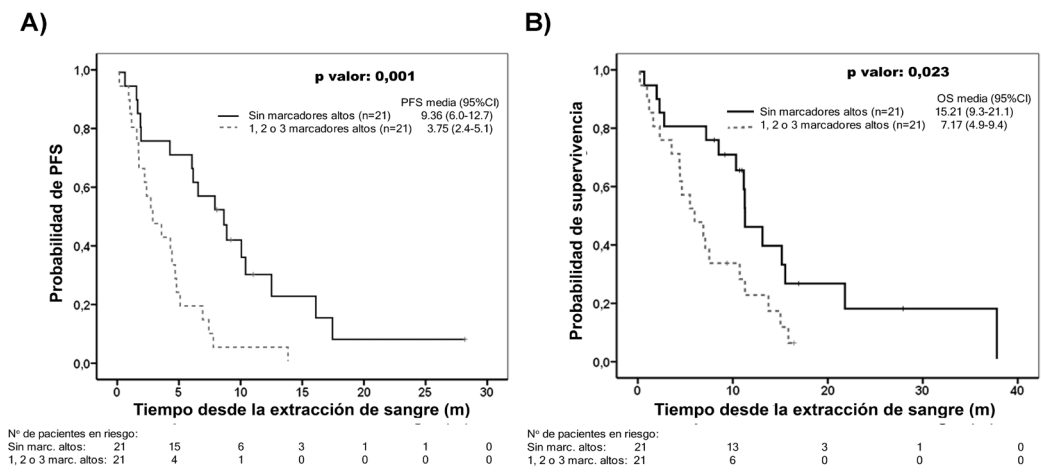 A)
p valor: 0,001
PFS media (95%CI)
Sin marcadores altos (n=21) 9.36 (6.0-12.7)
1, 2 o 3 marcadores altos (n=21) 3.75 (2.4-5.1)
Probabilidad de PFS
1,0
0,8
0,6
0,4
0,2
0,0
0 5 10 15 20 25 30
Tiempo desde la extracción de sangre (m)
Nº de pacientes en riesgo:
Sin marc. altos: 21 15 6 3 1 1 0
1, 2 o 3 marc. altos: 21 4 1 0 0 0 0
B)
p valor: 0,023
OS media (95%CI)
Sin marcadores altos (n=21) 15.21 (9.3-21.1)
1, 2 o 3 marcadores altos (n=21) 7.17 (4.9-9.4)
Probabilidad de supervivencia
1,0
0,8
0,6
0,4
0,2
0,0
0 10 20 30 40
Tiempo desde la extracción de sangre (m)
Nº de pacientes en riesgo:
Sin marc. altos: 21 13 3 1 0
1, 2 o 3 marc. altos: 21 6 0 0 0